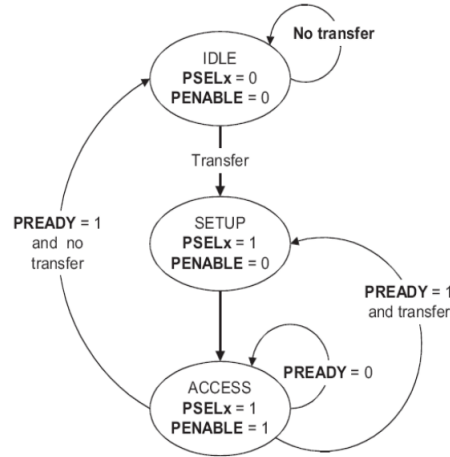 No transfer
IDLE
PSELx = 0
PENABLE = 0
Transfer
SETUP
PSELx = 1
PENABLE = 0
PREADY = 1
and no
transfer
PREADY = 1
and transfer
PREADY = 0
ACCESS
PSELx = 1
PENABLE = 1